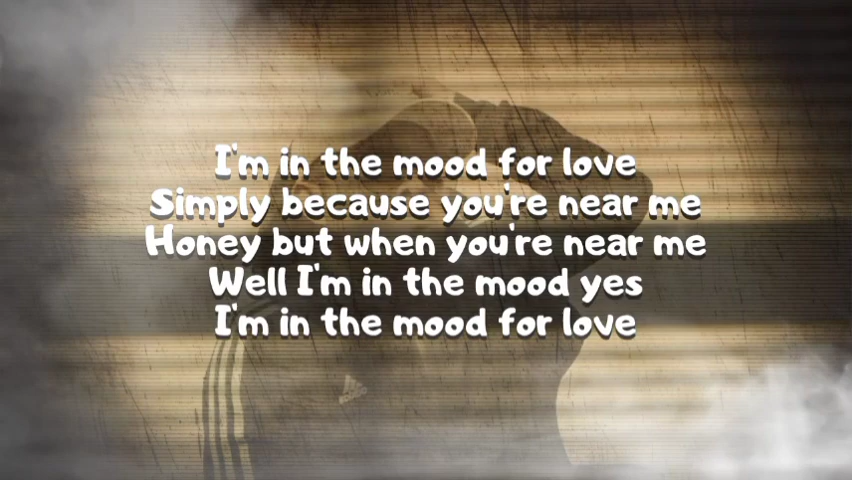 I'm in the mood for love
Simply because you're near me
Honey but when you're near me
Well I'm in the mood yes
I'm in the mood for love